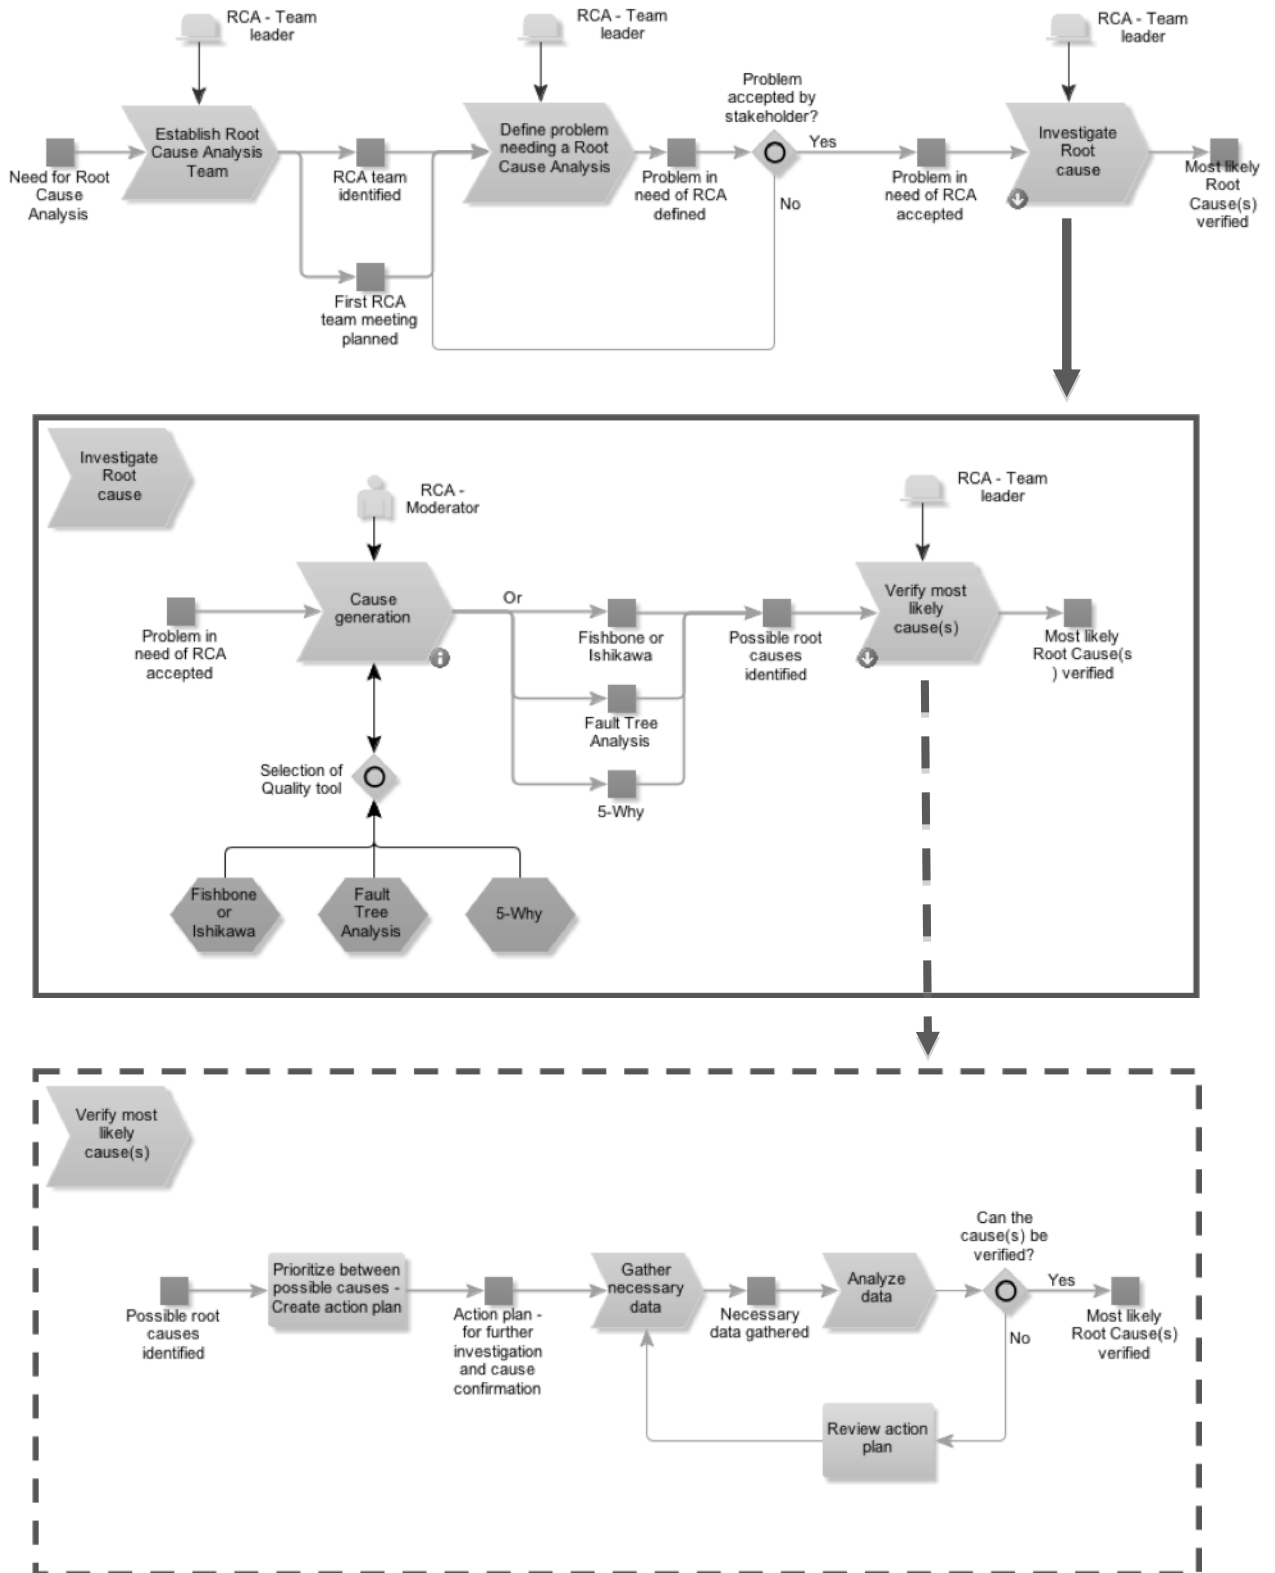 RCA - Team
leader
RCA - Team
leader
RCA - Team
leader
Problem
accepted by
stakeholder?
Establish Root
Cause Analysis
Team
Define problem
needing a Root
Cause Analysis
Investigate
Root
cause
Yes
No
Need for Root
Cause
Analysis
RCA team
identified
Problem in
need of RCA
defined
Problem in
need of RCA
accepted
Most likely
Root
Cause(s)
verified
First RCA
team meeting
planned
Investigate
Root
cause
RCA -
Moderator
RCA - Team
leader
Cause
generation
Or
Verify most
likely
cause(s)
Problem in
need of RCA
accepted
Fishbone or
Ishikawa
Possible root
causes
identified
Most likely
Root Cause(s
) verified
Fault Tree
Analysis
Selection of
Quality tool
5-Why
Fishbone
or
Ishikawa
Fault
Tree
Analysis
5-Why
Verify most
likely
cause(s)
Can the
cause(s) be
verified?
Prioritize between
possible causes -
Create action plan
Gather
necessary
data
Analyze
data
Yes
No
Possible root
causes
identified
Action plan -
for further
investigation
and cause
confirmation
Necessary
data gathered
Most likely
Root Cause(s)
verified
Review action
plan